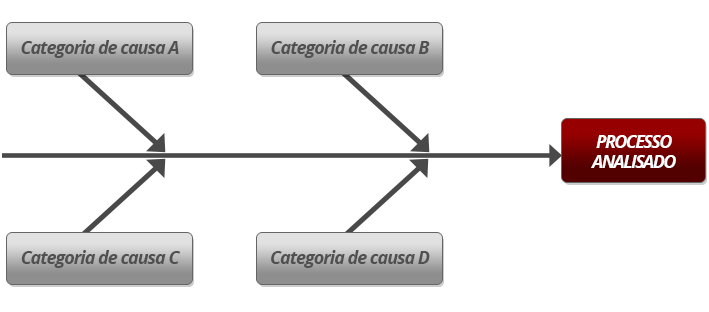 Categoria de causa A
Categoria de causa B
PROCESSO
ANALISADO
Categoria de causa C
Categoria de causa D